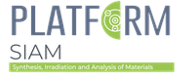 PLATFORM
SIAM
Synthesis, Irradiation and Analysis of Materials